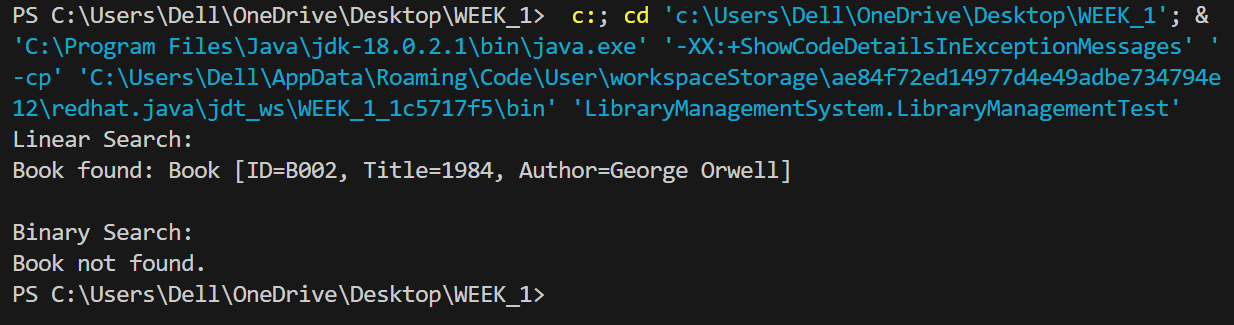 PS C:\Users\Dell\OneDrive\Desktop\WEEK_1>  c:; cd 'c:\Users\Dell\OneDrive\Desktop\WEEK_1'; &
'C:\Program Files\Java\jdk-18.0.2.1\bin\java.exe' '-XX:+ShowCodeDetailsInExceptionMessages' '
-cp' 'C:\Users\Dell\AppData\Roaming\Code\User\workspaceStorage\ae84f72ed14977d4e49adbe734794e
12\redhat.java\jdt_ws\WEEK_1_1c5717f5\bin' 'LibraryManagementSystem.LibraryManagementTest'
Linear Search:
Book found: Book [ID=B002, Title=1984, Author=George Orwell]

Binary Search:
Book not found.
PS C:\Users\Dell\OneDrive\Desktop\WEEK_1>